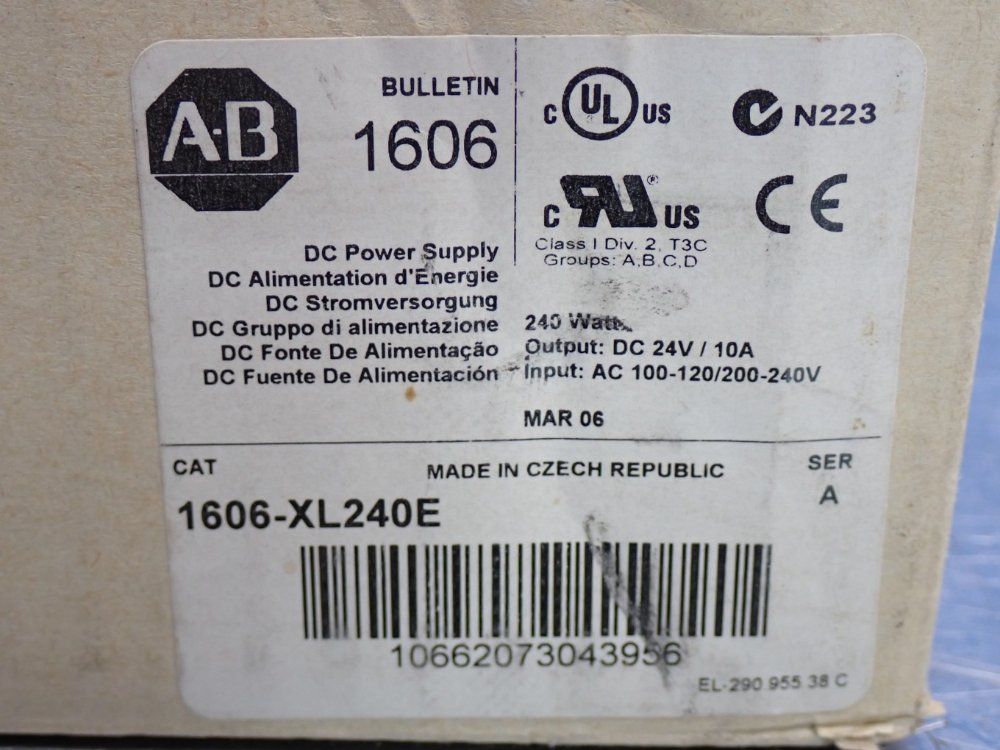 A-B
BULLETIN
1606
DC Power Supply
DC Alimentation d'Énergie
DC Stromversorgung
DC Gruppo di alimentazione
DC Fonte De Alimentação
DC Fuente De Alimentación
C UL US
N223
C RU® US
CE
Class I Div. 2, T3C
Groups: A,B,C,D
240 Watts
Output: DC 24V / 10A
Input: AC 100-120/200-240V
MAR 06
CAT
MADE IN CZECH REPUBLIC
SER
A
1606-XL240E
10662073043956
EL-290 955 38 C